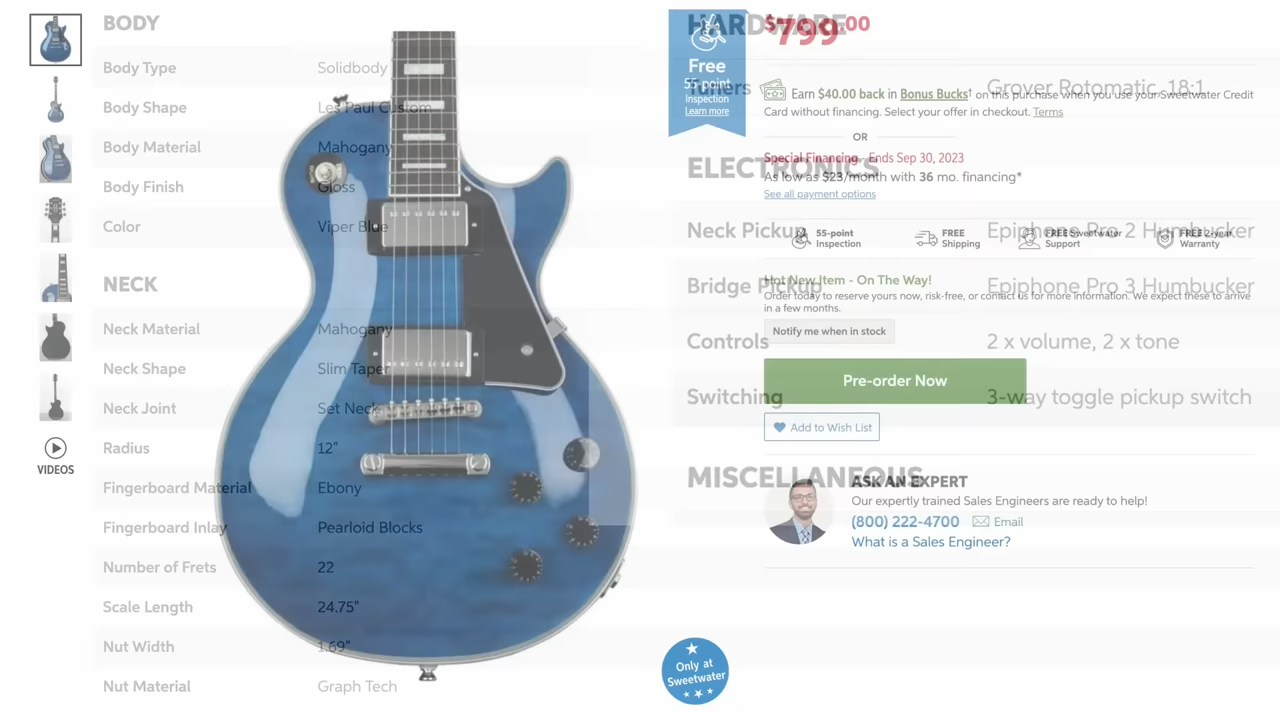 BODY
Body Type Solidbody
Body Shape Les Paul Custom
Body Material Mahogany
Body Finish Gloss
Color Viper Blue
NECK
Neck Material Mahogany
Neck Shape Slim Taper
Neck Joint Set Neck
Radius 12"
Fingerboard Material Ebony
Fingerboard Inlay Pearloid Blocks
Number of Frets 22
Scale Length 24.75"
Nut Width 1.69"
Nut Material Graph Tech
VIDEOS
HARDWARE
Tuners Grover Rotomatic, 18:1
ELECTRONICS
Neck Pickup Epiphone Pro 2 Humbucker
Bridge Pickup Epiphone Pro 3 Humbucker
Controls 2 x volume, 2 x tone
Switching 3-way toggle pickup switch
MISCELLANEOUS
Free
55-point
Inspection
Learn more
$799.00
Earn $40.00 back in Bonus Bucks† on this purchase when you use your Sweetwater Credit
Card without financing. Select your offer in checkout. Terms
OR
Special Financing Ends Sep 30, 2023
As low as $23/month with 36 mo. financing*
See all payment options
55-point
Inspection
FREE
Shipping
FREE Sweetwater
Support
FREE 2-year
Warranty
Hot New Item - On The Way!
Order today to reserve yours now, risk-free, or contact us for more information. We expect these to arrive
in a few months.
Notify me when in stock
Pre-order Now
Add to Wish List
ASK AN EXPERT
Our expertly trained Sales Engineers are ready to help!
(800) 222-4700 Email
What is a Sales Engineer?
Only at
Sweetwater